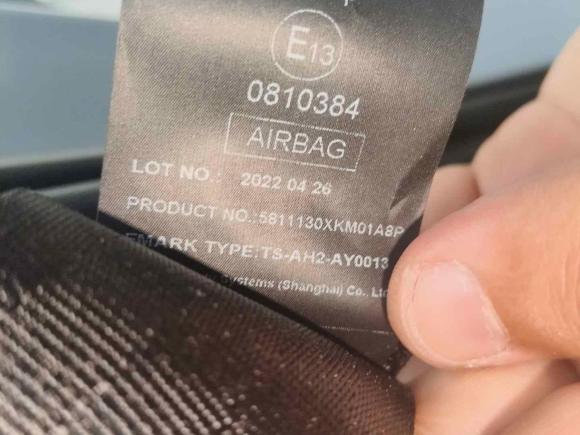 E13
0810384
AIRBAG
LOT NO.: 2022 04 26
PRODUCT NO.:5811130XKM01A8P
EMARK TYPE:TS-AH2-AY0013
Systems (Shanghai) Co., Ltd